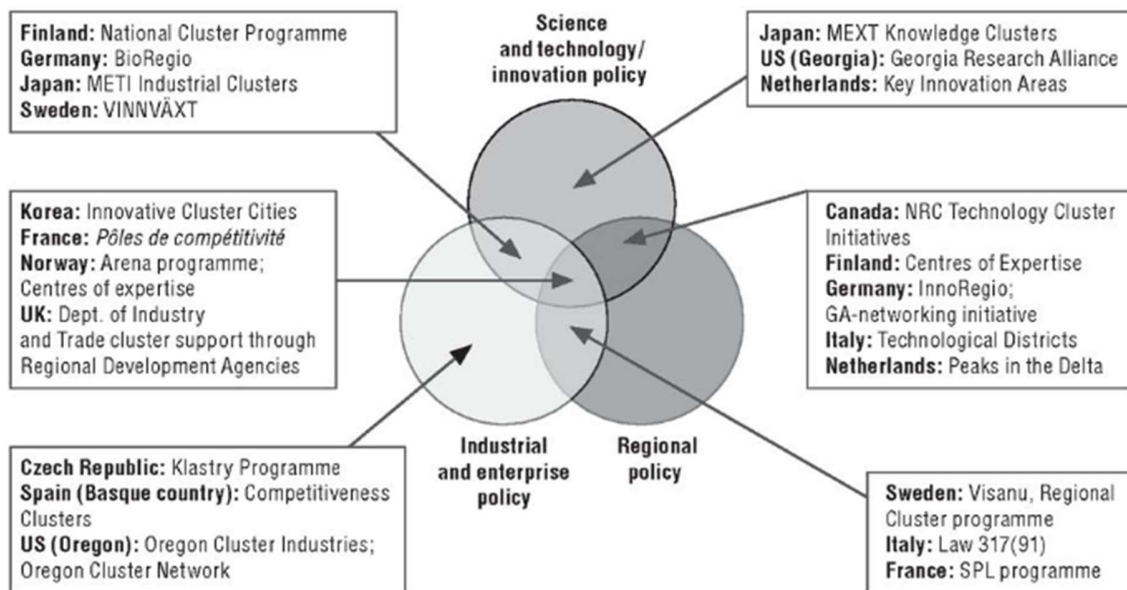 Finland: National Cluster Programme
Germany: BioRegio
Japan: METI Industrial Clusters
Sweden: VINNVÄXT
Science
and technology/
innovation policy
Japan: MEXT Knowledge Clusters
US (Georgia): Georgia Research Alliance
Netherlands: Key Innovation Areas
Korea: Innovative Cluster Cities
France: Pôles de compétitivité
Norway: Arena programme;
Centres of expertise
UK: Dept. of Industry
and Trade cluster support through
Regional Development Agencies
Canada: NRC Technology Cluster
Initiatives
Finland: Centres of Expertise
Germany: InnoRegio;
GA-networking initiative
Italy: Technological Districts
Netherlands: Peaks in the Delta
Industrial
and enterprise
policy
Regional
policy
Czech Republic: Klastry Programme
Spain (Basque country): Competitiveness
Clusters
US (Oregon): Oregon Cluster Industries;
Oregon Cluster Network
Sweden: Visanu, Regional
Cluster programme
Italy: Law 317(91)
France: SPL programme